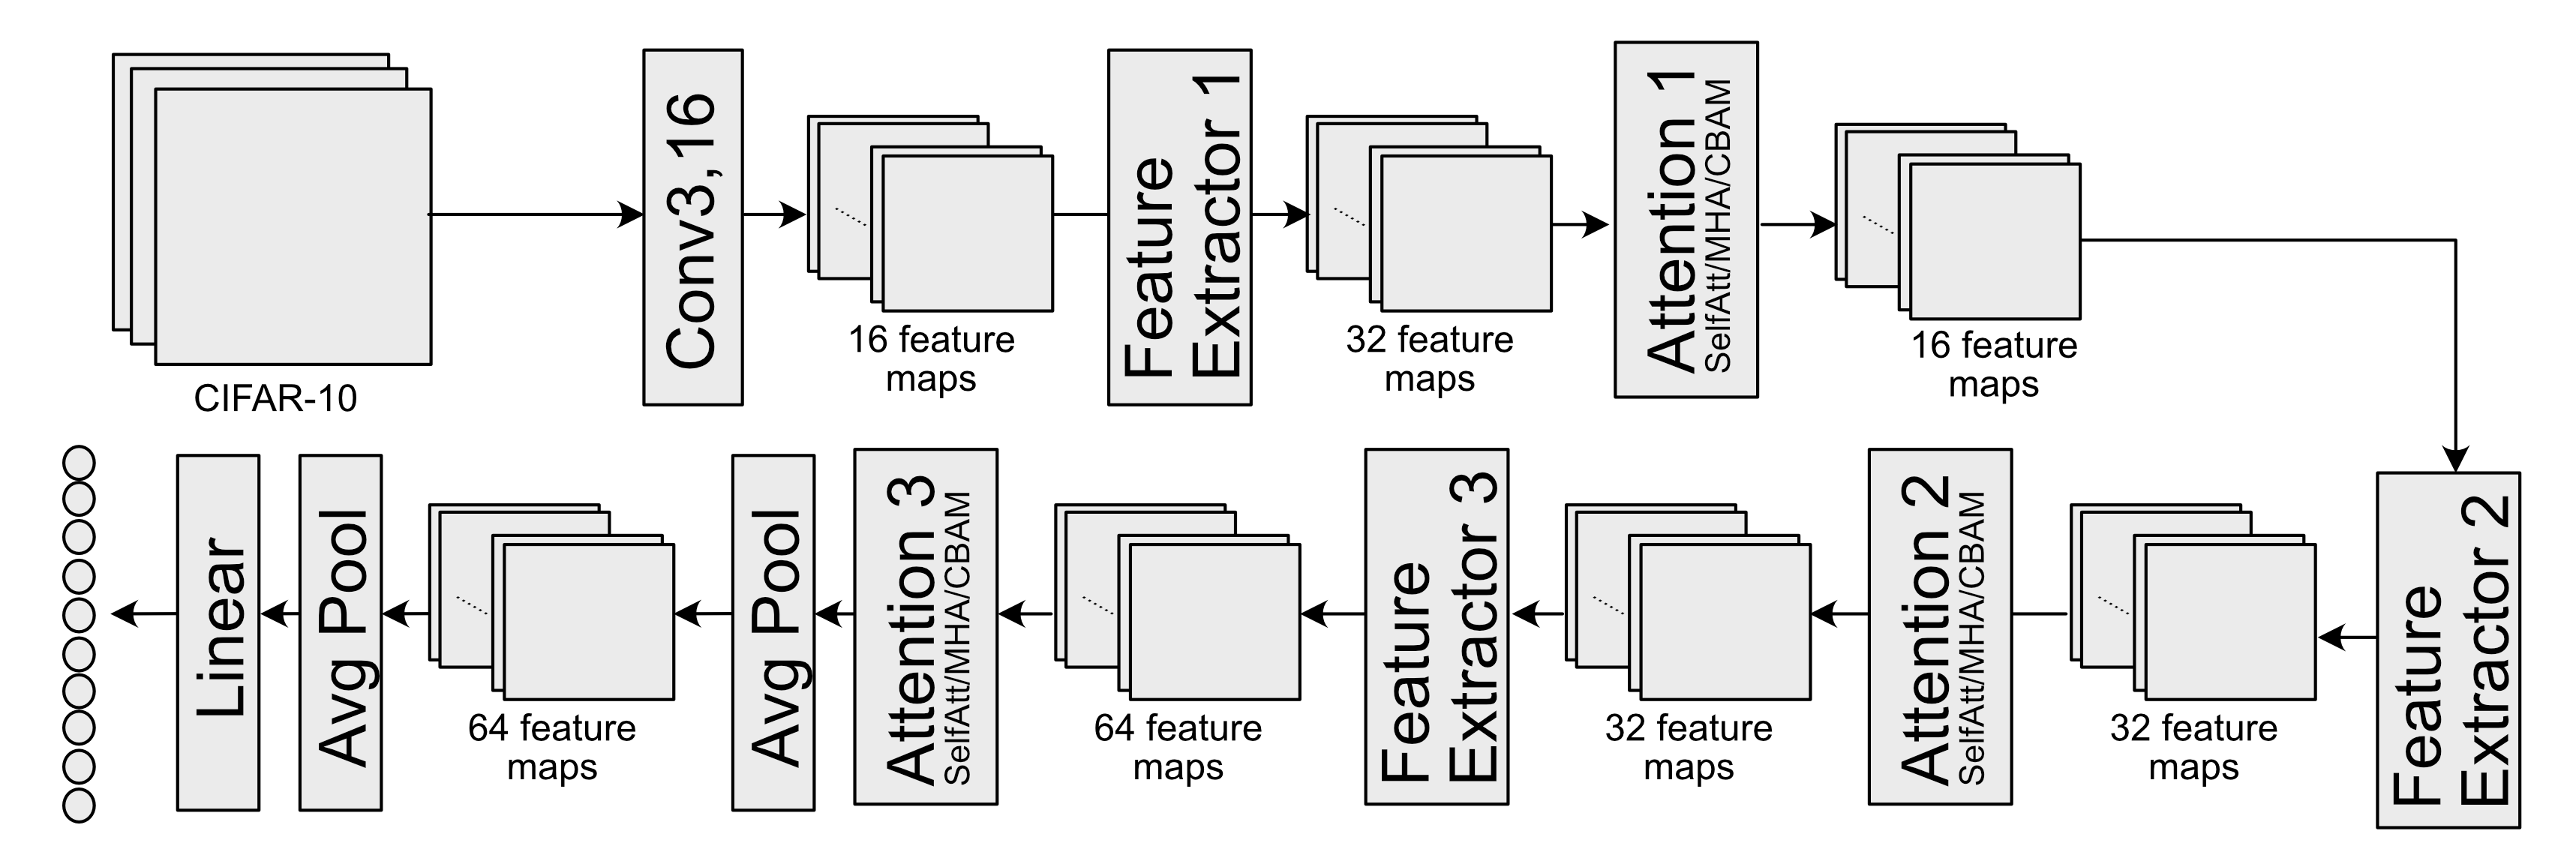 CIFAR-10
Conv3,16
16 feature
maps
Feature
Extractor 1
32 feature
maps
Attention 1
SelfAtt/MHA/CBAM
16 feature
maps
Feature
Extractor 2
32 feature
maps
Attention 2
SelfAtt/MHA/CBAM
32 feature
maps
Feature
Extractor 3
64 feature
maps
Attention 3
SelfAtt/MHA/CBAM
Avg Pool
64 feature
maps
Avg Pool
Linear